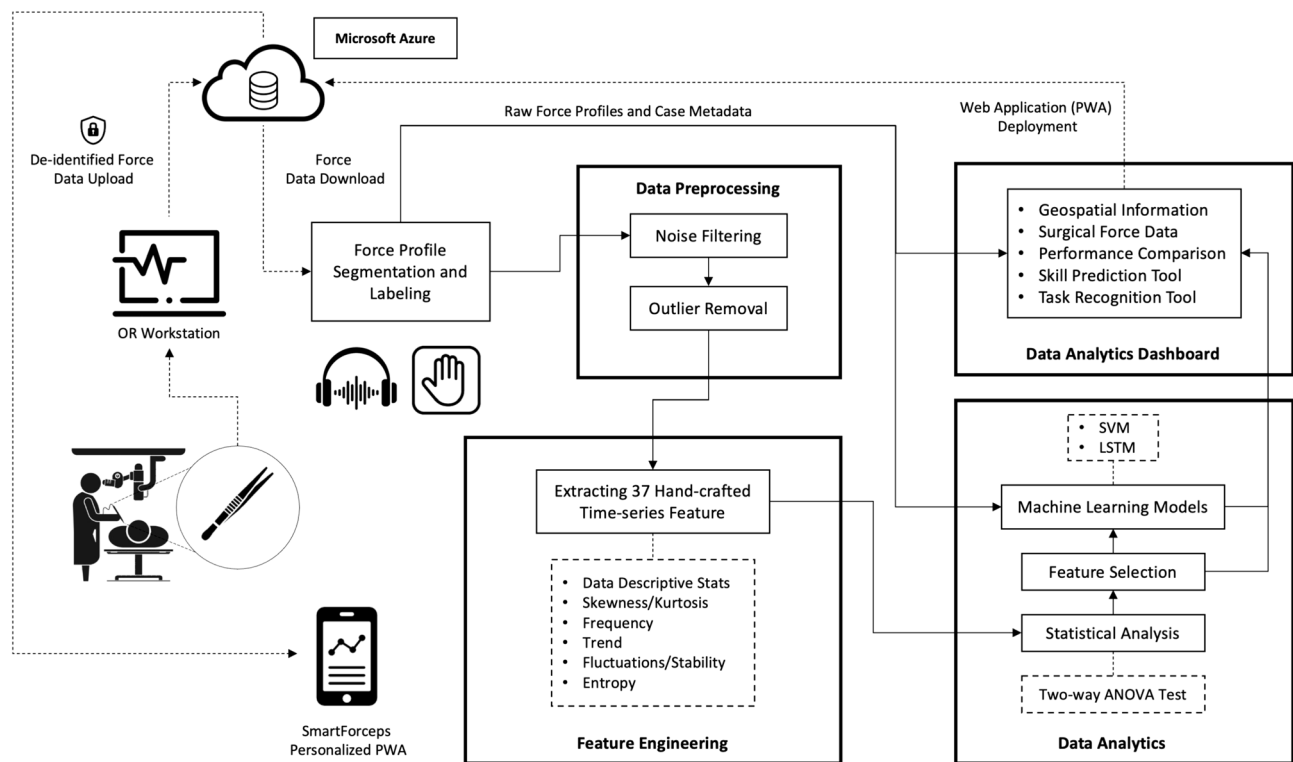 Microsoft Azure
Raw Force Profiles and Case Metadata
Web Application (PWA)
Deployment
De-identified Force
Data Upload
Force
Data Download
Data Preprocessing
Noise Filtering
Outlier Removal
Force Profile
Segmentation and
Labeling
• Geospatial Information
• Surgical Force Data
• Performance Comparison
• Skill Prediction Tool
• Task Recognition Tool
Data Analytics Dashboard
OR Workstation
• SVM
• LSTM
Machine Learning Models
Feature Selection
Statistical Analysis
Two-way ANOVA Test
Data Analytics
Extracting 37 Hand-crafted
Time-series Feature
• Data Descriptive Stats
• Skewness/Kurtosis
• Frequency
• Trend
• Fluctuations/Stability
• Entropy
Feature Engineering
SmartForceps
Personalized PWA